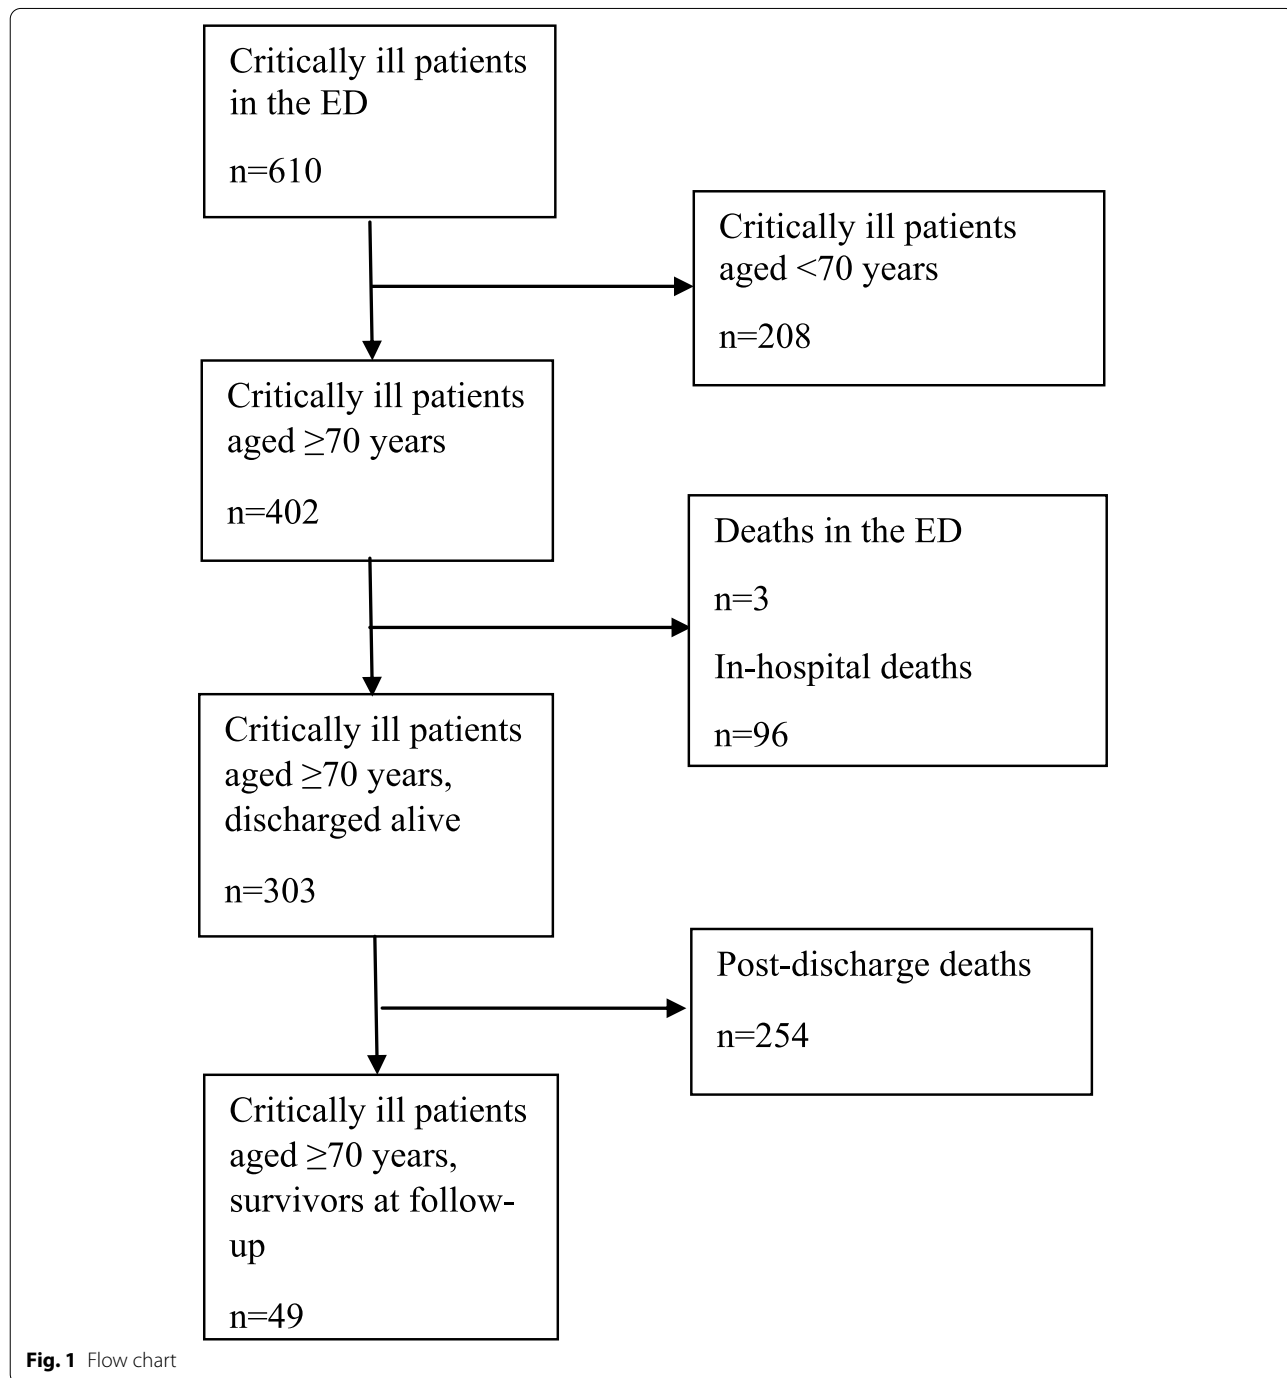 Critically ill patients
in the ED
n=610
Critically ill patients
aged <70 years
n=208
Critically ill patients
aged ≥70 years
n=402
Deaths in the ED
n=3
In-hospital deaths
n=96
Critically ill patients
aged ≥70 years,
discharged alive
n=303
Post-discharge deaths
n=254
Critically ill patients
aged ≥70 years,
survivors at follow-
up
n=49
Fig. 1 Flow chart